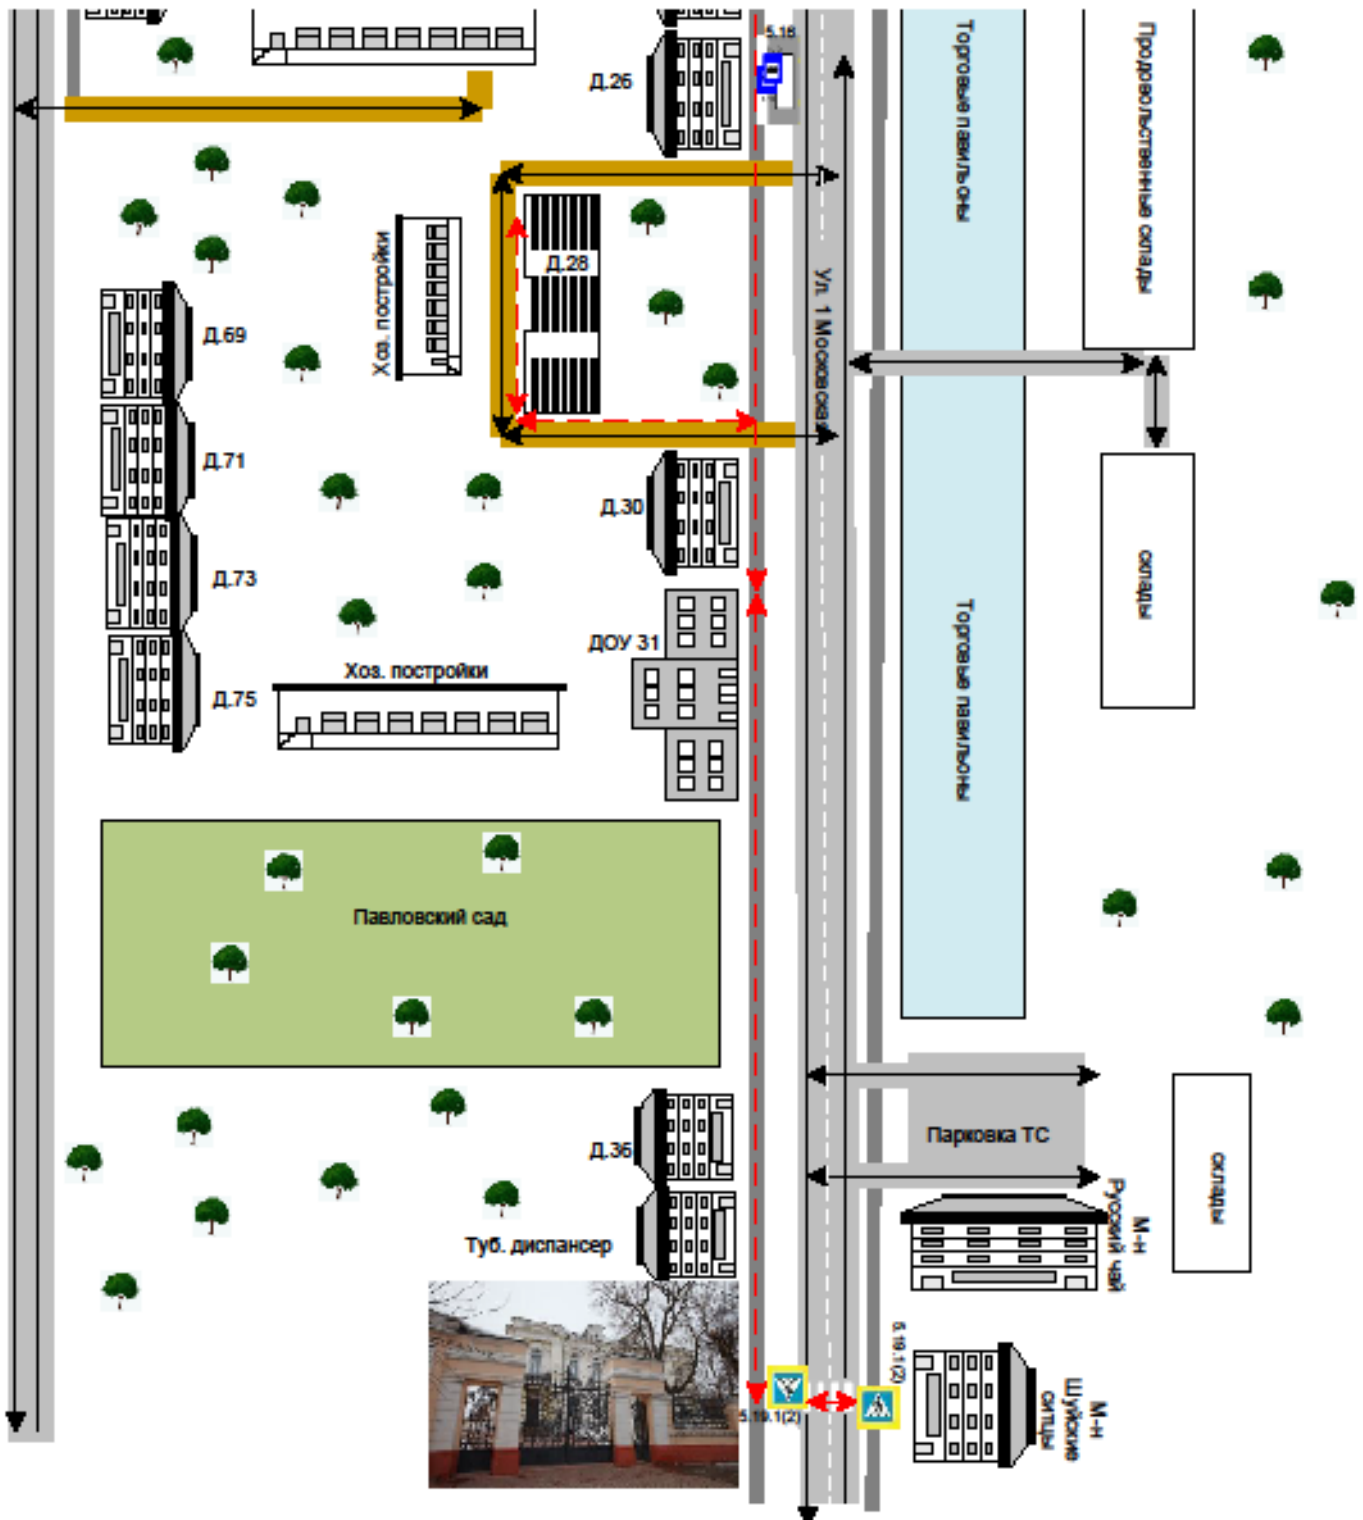 5.16
Д.26
Торговые павильоны
Продовольственные склады
Д.28
Хоз. постройки
Ул. 1 Московская
Д.69
Д.71
Д.30
склады
Д.73
Торговые павильоны
ДОУ 31
Хоз. постройки
Д.75
Павловский сад
Парковка ТС
Д.36
склады
М-н
Русский чай
Туб. диспансер
5.19.1(2)
5.19.1(2)
М-н
Шуйские
ситцы